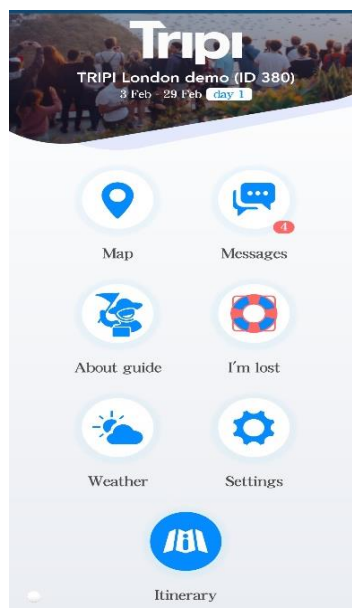 Tripi
TRIPI London demo (ID 380)
3 Feb - 29 Feb day 1
Map
Messages
4
About guide
I'm lost
Weather
Settings
Itinerary